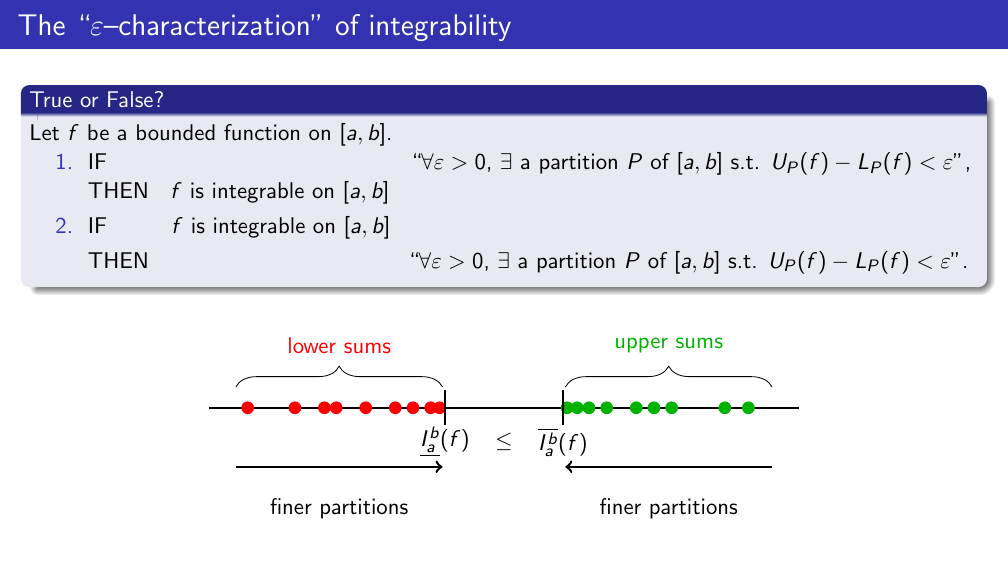 The “ε–characterization” of integrability
True or False?
Let f be a bounded function on [a, b].
1. IF “∀ε > 0, ∃ a partition P of [a, b] s.t. U_P(f) − L_P(f) < ε”,
THEN f is integrable on [a, b]
2. IF f is integrable on [a, b]
THEN “∀ε > 0, ∃ a partition P of [a, b] s.t. U_P(f) − L_P(f) < ε”.
lower sums upper sums
\underline{I_a^b}(f) ≤ \overline{I_a^b}(f)
finer partitions finer partitions